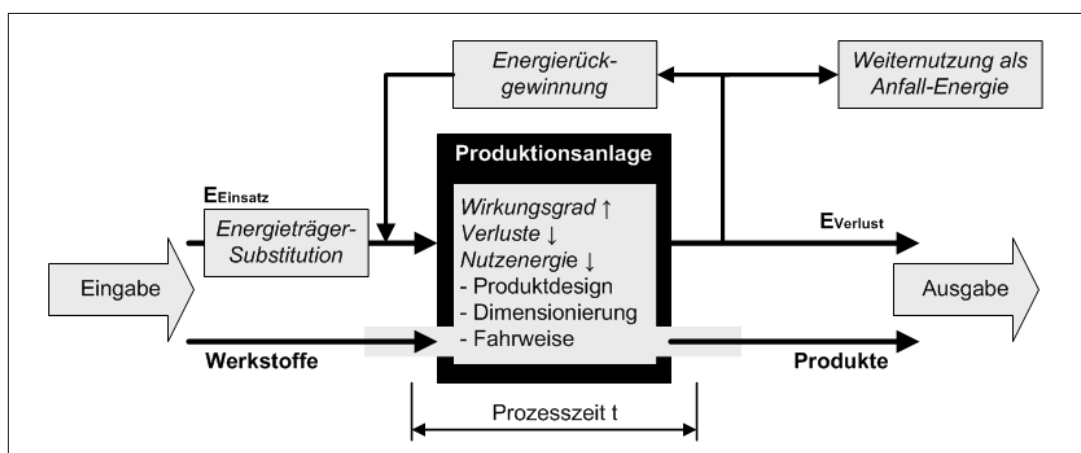 Energierück-
gewinnung
Weiternutzung als
Anfall-Energie
Produktionsanlage
EEinsatz
Energieträger-
Substitution
Wirkungsgrad ↑
Verluste ↓
Nutzenergie ↓
- Produktdesign
- Dimensionierung
- Fahrweise
EVerlust
Eingabe
Ausgabe
Werkstoffe
Produkte
Prozesszeit t